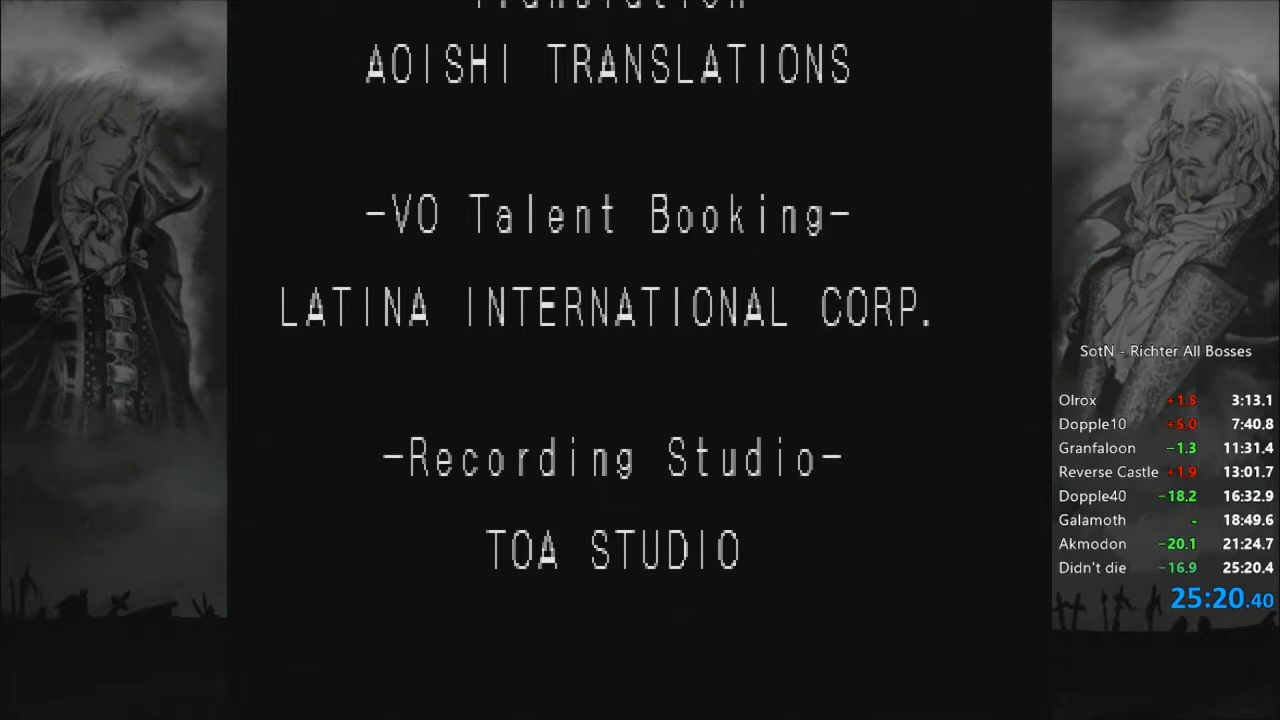 Translation
AOISHI TRANSLATIONS
-VO Talent Booking-
LATINA INTERNATIONAL CORP.
-Recording Studio-
TOA STUDIO
SotN - Richter All Bosses
Olrox +1.5 3:13.1
Dopple10 +5.0 7:40.8
Granfaloon -1.3 11:31.4
Reverse Castle +1.9 13:01.7
Dopple40 -18.2 16:32.9
Galamoth - 18:49.6
Akmodon -20.1 21:24.7
Didn't die -16.9 25:20.4
25:20.40